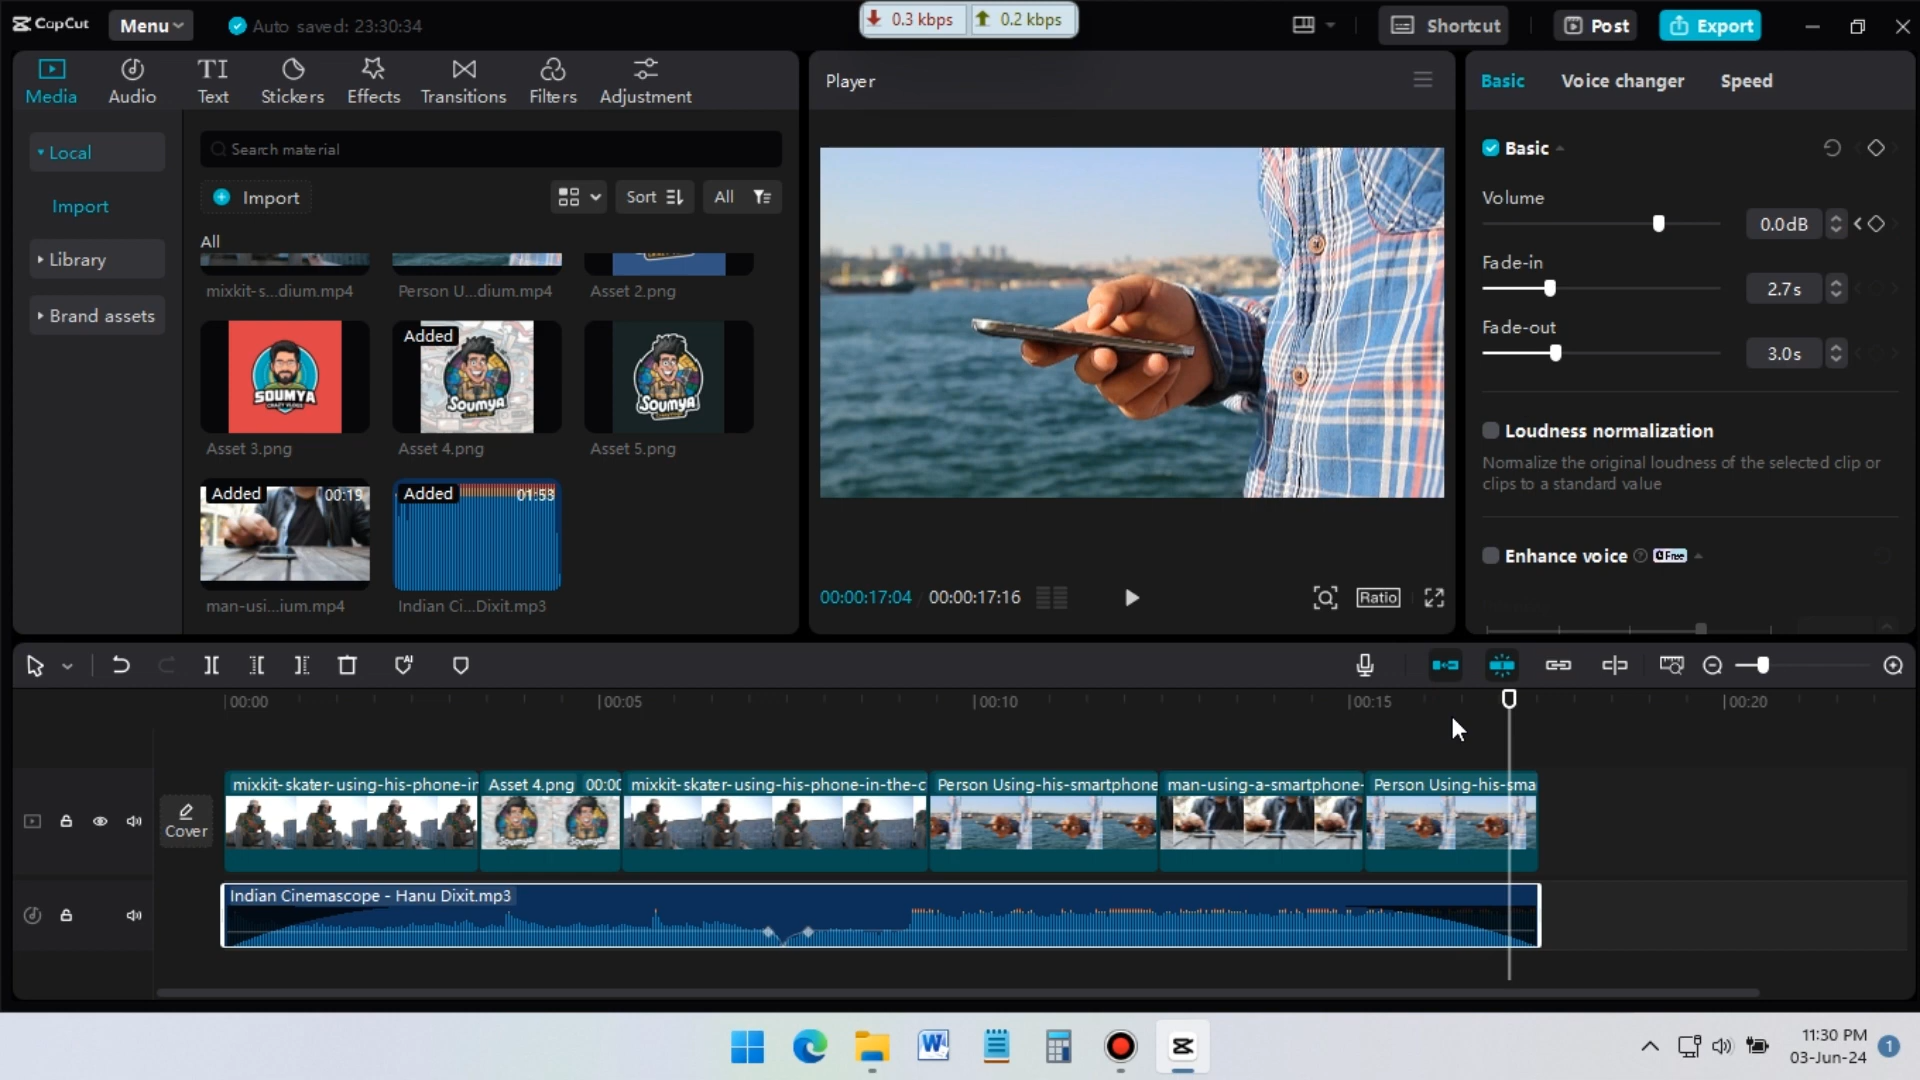 CapCut
Menu
Auto saved: 23:30:34
0.3 kbps
0.2 kbps
Shortcut
Post
Export
Media
Audio
TI
Text
Stickers
Effects
Transitions
Filters
Adjustment
Player
Basic
Voice changer
Speed
Local
Import
Library
Brand assets
Search material
Import
Sort
All
All
mixkit-s...dium.mp4
Person U...dium.mp4
Asset 2.png
SOUMYA
Added
Soumya
Soumya
Asset 3.png
Asset 4.png
Asset 5.png
Added
00:19
Added
01:53
man-usi...ium.mp4
Indian Ci...Dixit.mp3
00:00:17:04
00:00:17:16
Ratio
Basic
Volume
0.0dB
Fade-in
2.7s
Fade-out
3.0s
Loudness normalization
Normalize the original loudness of the selected clip or
clips to a standard value
Enhance voice
Free
00:00
00:05
00:10
00:15
00:20
Cover
mixkit-skater-using-his-phone-in
Asset 4.png
00:00
mixkit-skater-using-his-phone-in-the-c
Person Using-his-smartphone
man-using-a-smartphone-
Person Using-his-sma
Indian Cinemascope - Hanu Dixit.mp3
11:30 PM
03-Jun-24
1